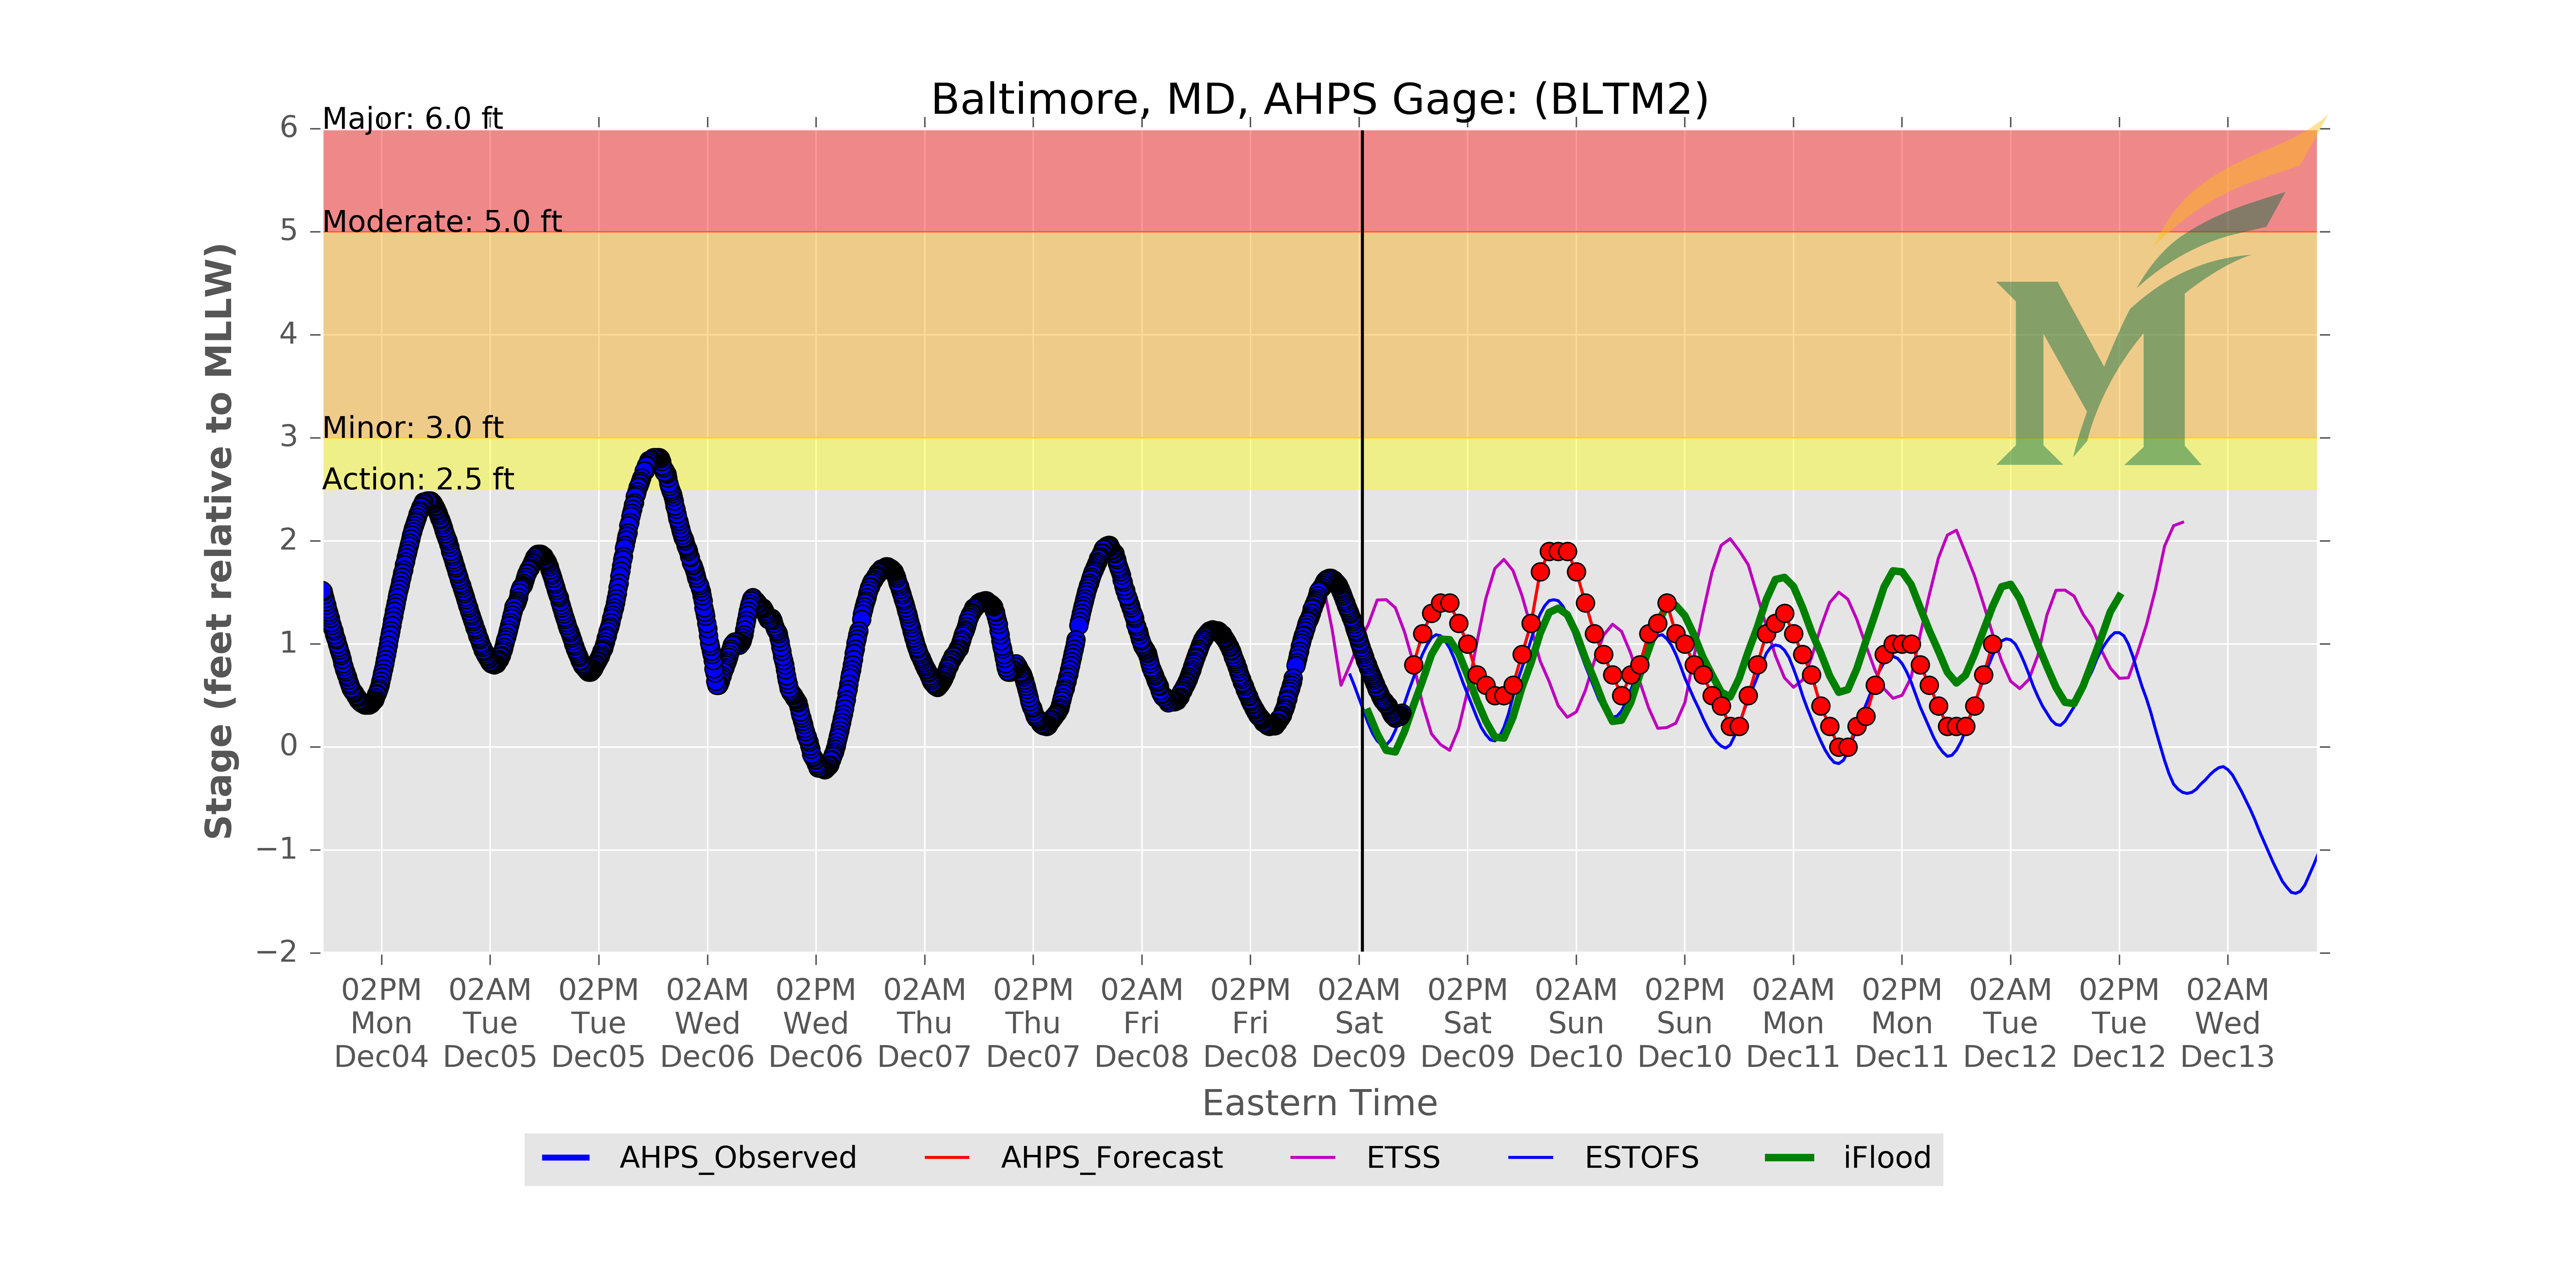 Baltimore, MD, AHPS Gage: (BLTM2)
Major: 6.0 ft
Moderate: 5.0 ft
Minor: 3.0 ft
Action: 2.5 ft
6
5
4
3
2
1
0
−1
−2
Stage (feet relative to MLLW)
02PM 02AM 02PM 02AM 02PM 02AM 02PM 02AM 02PM 02AM 02PM 02AM 02PM 02AM 02PM 02AM 02PM 02AM
Mon Tue Tue Wed Wed Thu Thu Fri Fri Sat Sat Sun Sun Mon Mon Tue Tue Wed
Dec04 Dec05 Dec05 Dec06 Dec06 Dec07 Dec07 Dec08 Dec08 Dec09 Dec09 Dec10 Dec10 Dec11 Dec11 Dec12 Dec12 Dec13
Eastern Time
AHPS_Observed AHPS_Forecast ETSS ESTOFS iFlood
M